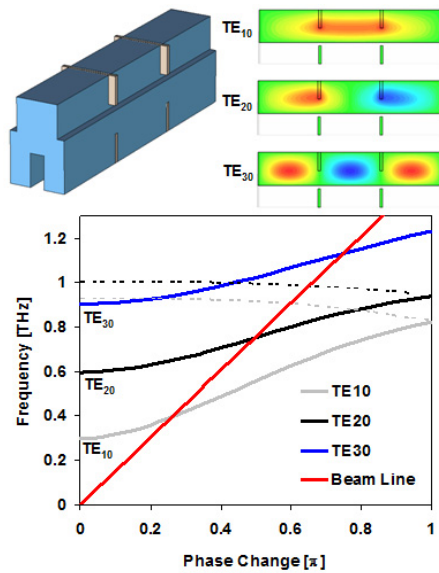 TE10
TE20
TE30
Frequency [THz]
1.2
1
0.8
0.6
0.4
0.2
0
TE30
TE20
TE10
TE10
TE20
TE30
Beam Line
0 0.2 0.4 0.6 0.8 1
Phase Change [π]